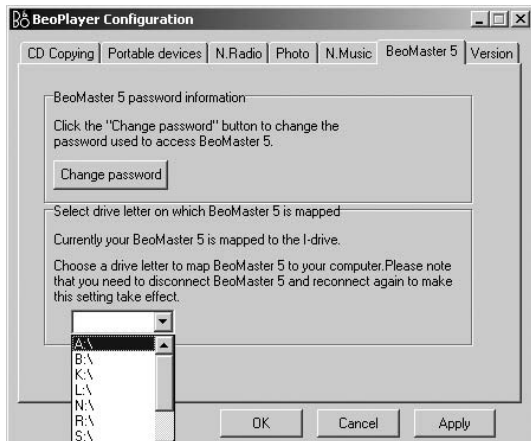 BeoPlayer Configuration
CD Copying Portable devices N.Radio Photo N.Music BeoMaster 5 Version
BeoMaster 5 password information
Click the "Change password" button to change the
password used to access BeoMaster 5.
Change password
Select drive letter on which BeoMaster 5 is mapped
Currently your BeoMaster 5 is mapped to the I-drive.
Choose a drive letter to map BeoMaster 5 to your computer.Please note
that you need to disconnect BeoMaster 5 and reconnect again to make
this setting take effect.
A:\
B:\
K:\
L:\
N:\
R:\
S:\
OK Cancel Apply